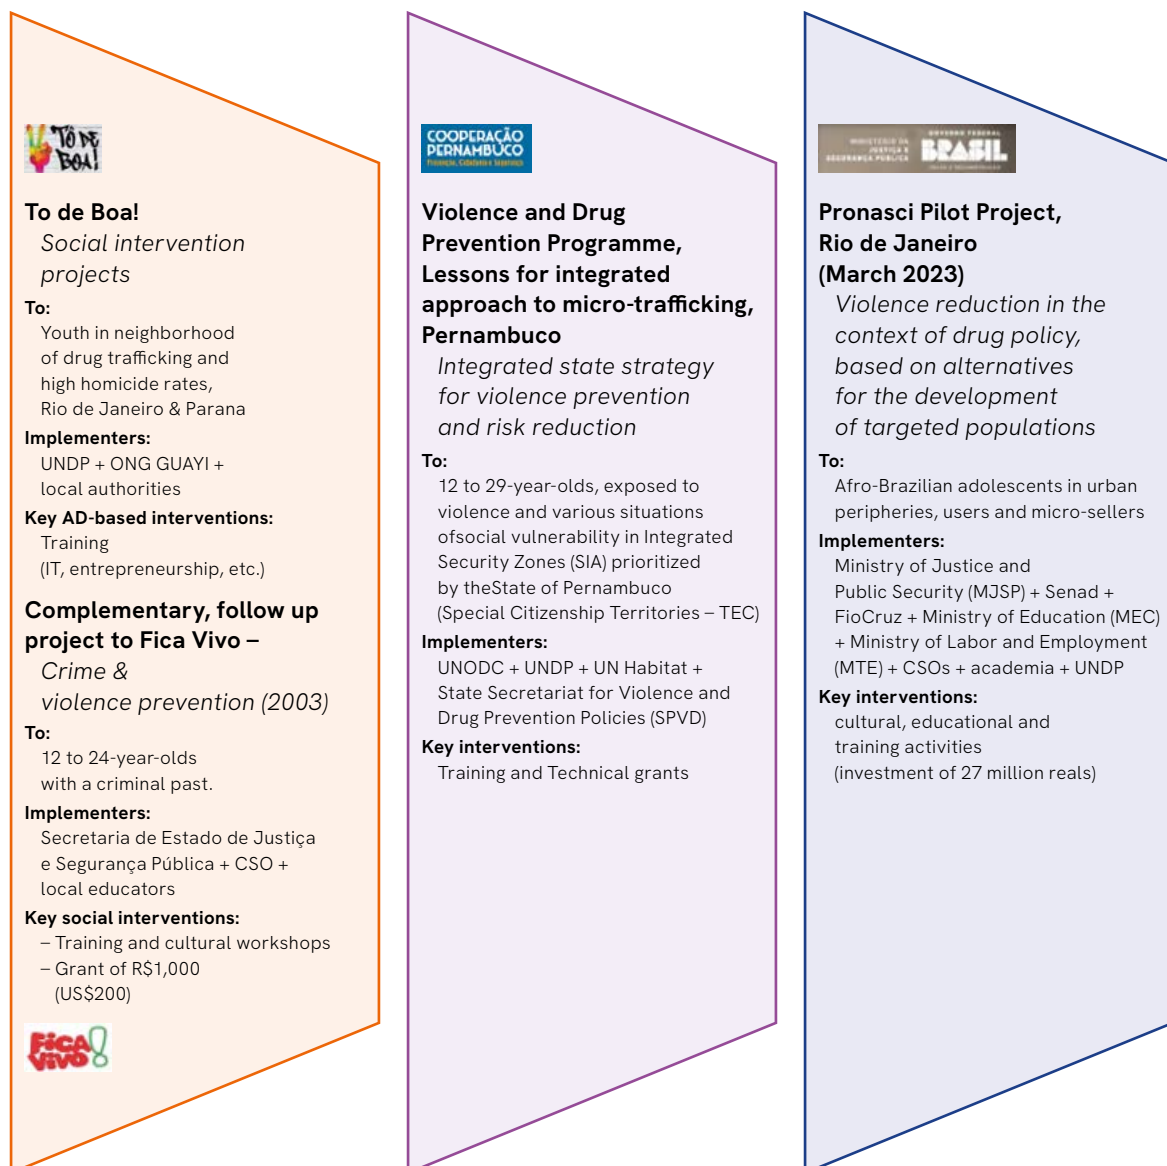 TÔ DE
BOA!
To de Boa!
Social intervention
projects
To:
Youth in neighborhood
of drug trafficking and
high homicide rates,
Rio de Janeiro & Parana
Implementers:
UNDP + ONG GUAYI +
local authorities
Key AD-based interventions:
Training
(IT, entrepreneurship, etc.)
Complementary, follow up
project to Fica Vivo –
Crime &
violence prevention (2003)
To:
12 to 24-year-olds
with a criminal past.
Implementers:
Secretaria de Estado de Justiça
e Segurança Pública + CSO +
local educators
Key social interventions:
– Training and cultural workshops
– Grant of R$1,000
(US$200)
FiCA
ViVO!
COOPERAÇÃO
PERNAMBUCO
Prevenção, Cidadania e Segurança
Violence and Drug
Prevention Programme,
Lessons for integrated
approach to micro-trafficking,
Pernambuco
Integrated state strategy
for violence prevention
and risk reduction
To:
12 to 29-year-olds, exposed to
violence and various situations
ofsocial vulnerability in Integrated
Security Zones (SIA) prioritized
by theState of Pernambuco
(Special Citizenship Territories – TEC)
Implementers:
UNODC + UNDP + UN Habitat +
State Secretariat for Violence and
Drug Prevention Policies (SPVD)
Key interventions:
Training and Technical grants
MINISTÉRIO DA
JUSTIÇA E
SEGURANÇA PÚBLICA
GOVERNO FEDERAL
BRASIL
Pronasci Pilot Project,
Rio de Janeiro
(March 2023)
Violence reduction in the
context of drug policy,
based on alternatives
for the development
of targeted populations
To:
Afro-Brazilian adolescents in urban
peripheries, users and micro-sellers
Implementers:
Ministry of Justice and
Public Security (MJSP) + Senad +
FioCruz + Ministry of Education (MEC)
+ Ministry of Labor and Employment
(MTE) + CSOs + academia + UNDP
Key interventions:
cultural, educational and
training activities
(investment of 27 million reals)